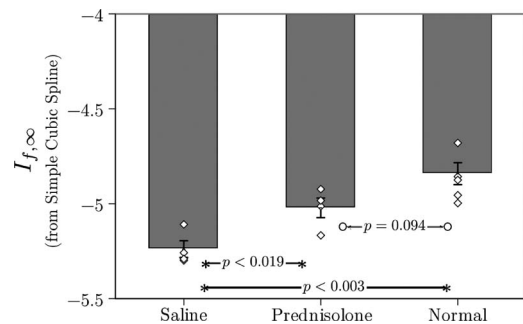 −4
−4.5
−5
−5.5
I_{f,∞}
(from Simple Cubic Spline)
p = 0.094
p < 0.019
p < 0.003
Saline Prednisolone Normal